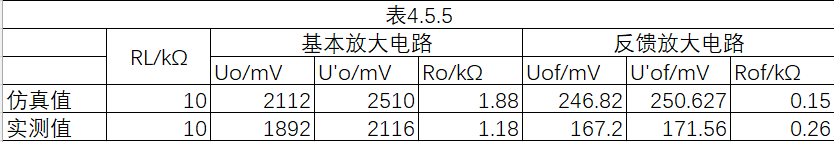 表4.5.5
RL/kΩ 基本放大电路 反馈放大电路
Uo/mV U'o/mV Ro/kΩ Uof/mV U'of/mV Rof/kΩ
仿真值 10 2112 2510 1.88 246.82 250.627 0.15
实测值 10 1892 2116 1.18 167.2 171.56 0.26